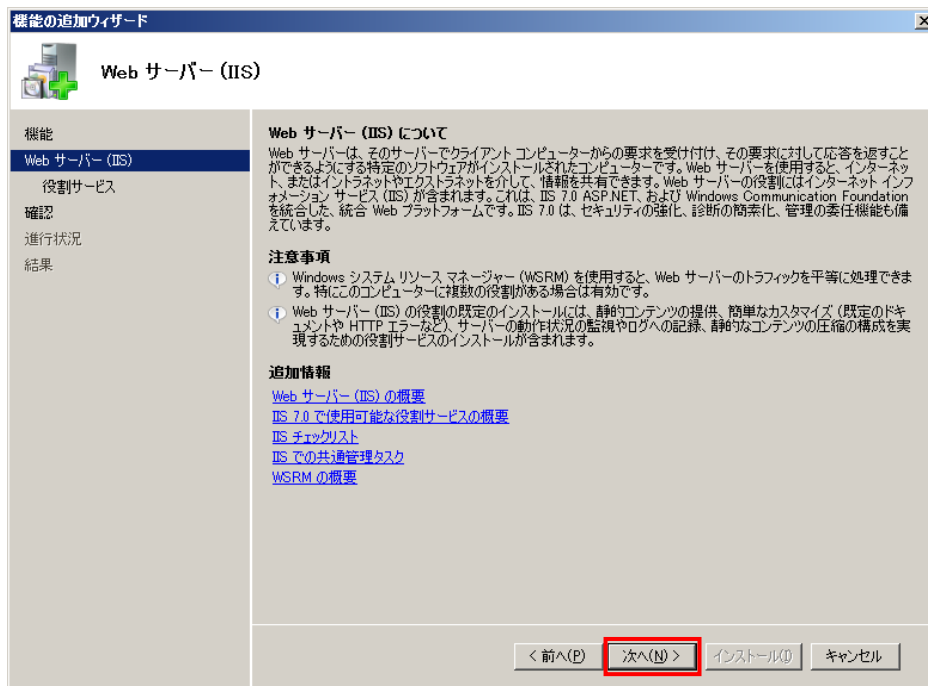 機能の追加ウィザード
Web サーバー (IIS)
機能
Web サーバー (IIS)
役割サービス
確認
進行状況
結果
Web サーバー (IIS) について
Web サーバーは、そのサーバーでクライアント コンピューターからの要求を受け付け、その要求に対して応答を返すこと
ができるようにする特定のソフトウェアがインストールされたコンピューターです。Web サーバーを使用すると、インターネッ
ト、またはイントラネットやエクストラネットを介して、情報を共有できます。Web サーバーの役割にはインターネット インフ
ォメーション サービス (IIS) が含まれます。これは、IIS 7.0 ASP.NET、および Windows Communication Foundation
を統合した、統合 Web プラットフォームです。IIS 7.0 は、セキュリティの強化、診断の簡素化、管理の委任機能も備
えています。
注意事項
Windows システム リソース マネージャー (WSRM) を使用すると、Web サーバーのトラフィックを平等に処理できま
す。特にこのコンピューターに複数の役割がある場合は有効です。
Web サーバー (IIS) の役割の既定のインストールには、静的コンテンツの提供、簡単なカスタマイズ (既定のドキ
ュメントや HTTP エラーなど)、サーバーの動作状況の監視やログへの記録、静的なコンテンツの圧縮の構成を実
現するための役割サービスのインストールが含まれます。
追加情報
Web サーバー (IIS) の概要
IIS 7.0 で使用可能な役割サービスの概要
IIS チェックリスト
IIS での共通管理タスク
WSRM の概要
< 前へ(P) 次へ(N) > インストール(I) キャンセル